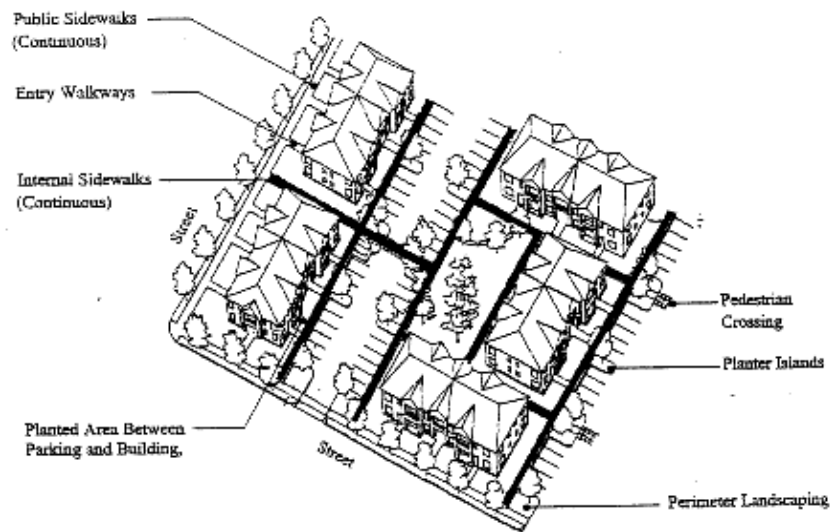 Public Sidewalks
(Continuous)
Entry Walkways
Internal Sidewalks
(Continuous)
Street
Pedestrian
Crossing
Planter Islands
Planted Area Between
Parking and Building,
Street
Perimeter Landscaping